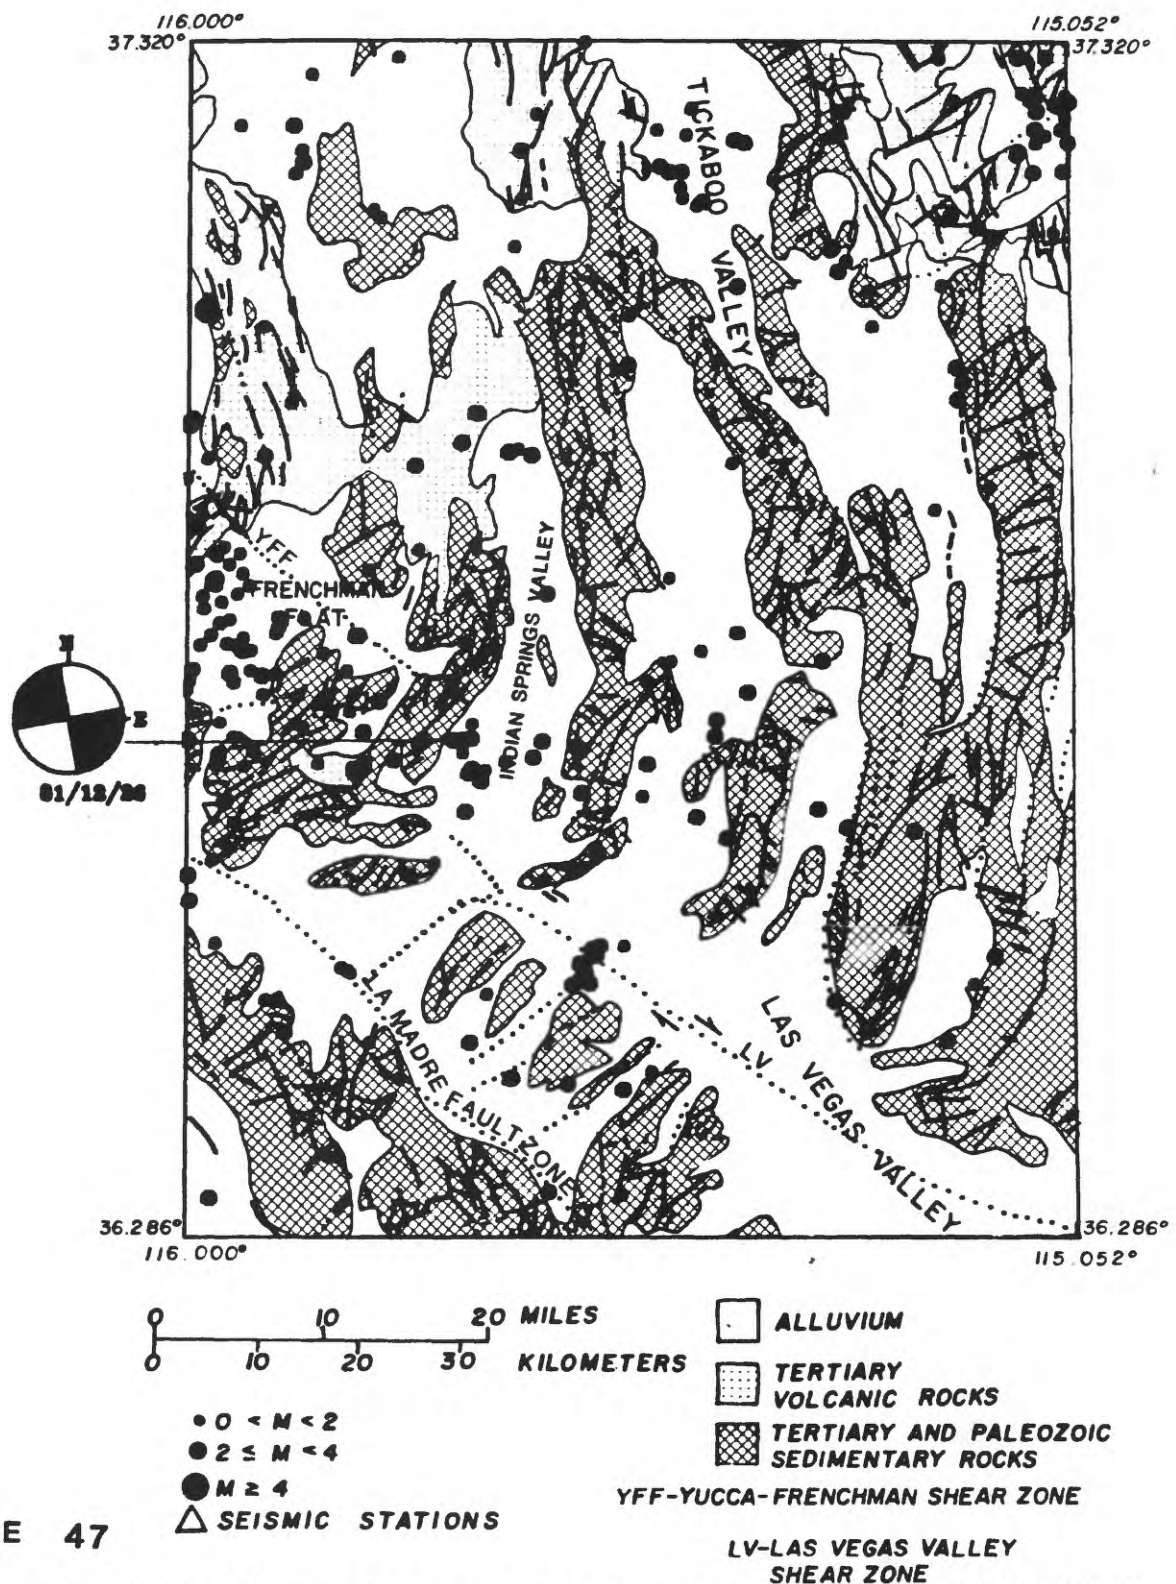 116.000°
115.052°
37.320°
37.320°
TICKABOO
VALLEY
YFF
FRENCHMAN
FLAT
INDIAN SPRINGS VALLEY
N
E
81/12/26
LA MADRE FAULT ZONE
LAS VEGAS VALLEY
LV
36.286°
36.286°
116.000°
115.052°
0 10 20 MILES
0 10 20 30 KILOMETERS
0 < M < 2
2 ≤ M < 4
M ≥ 4
SEISMIC STATIONS
ALLUVIUM
TERTIARY
VOLCANIC ROCKS
TERTIARY AND PALEOZOIC
SEDIMENTARY ROCKS
YFF-YUCCA-FRENCHMAN SHEAR ZONE
LV-LAS VEGAS VALLEY
SHEAR ZONE
E 47